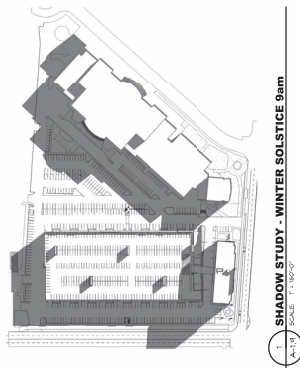 SHADOW STUDY - WINTER SOLSTICE 9am
SCALE: 1" = 160'-0"
1
A-1.9